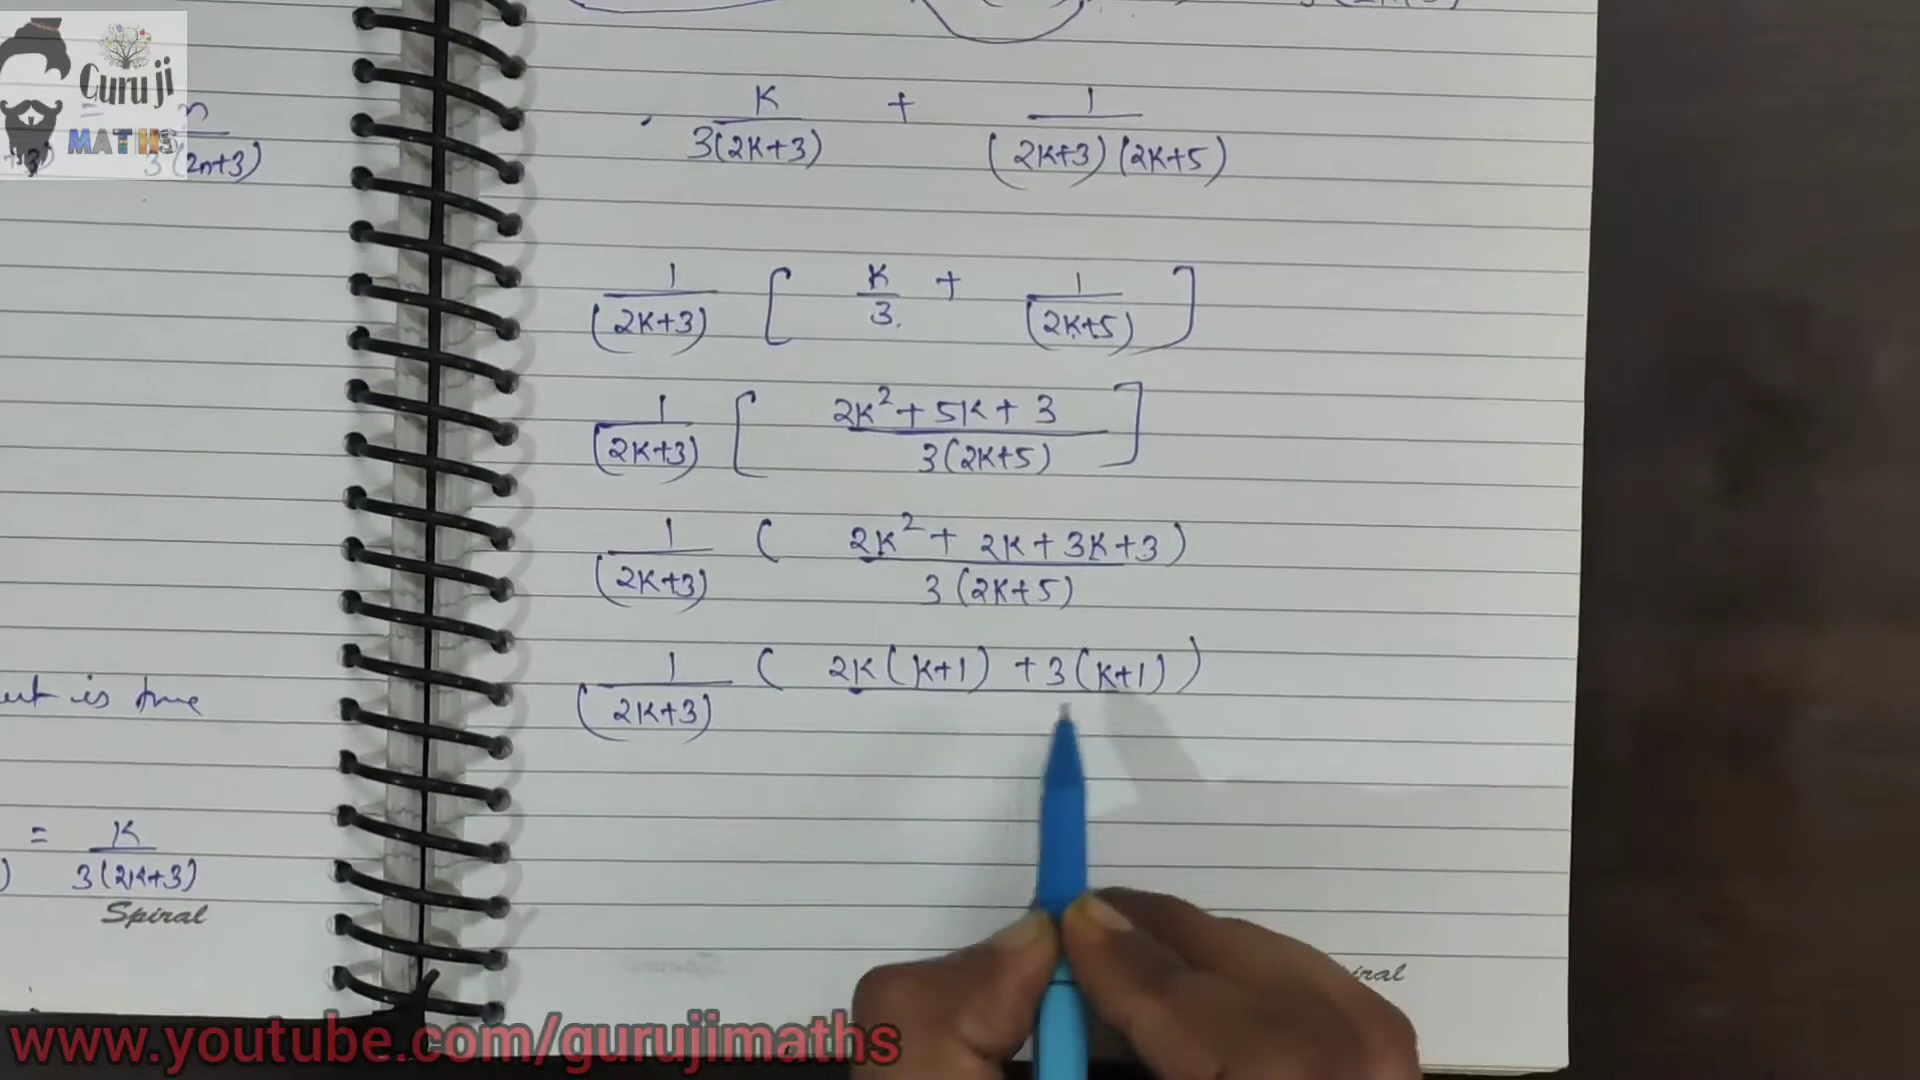 Guru ji
MATHS
n
3(2n+3)
is true
= K
3(2K+3)
Spiral
K + 1
3(2K+3) (2K+3)(2K+5)
1 [ K + 1 ]
(2K+3) 3 (2K+5)
1 [ 2K²+5K+3 ]
(2K+3) 3(2K+5)
1 ( 2K²+2K+3K+3)
(2K+3) 3(2K+5)
1 ( 2K(K+1) +3(K+1))
(2K+3)
www.youtube.com/gurujimaths